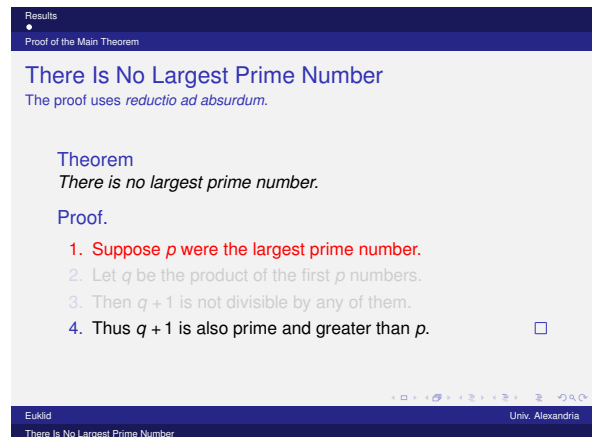 Results
Proof of the Main Theorem
There Is No Largest Prime Number
The proof uses reductio ad absurdum.
Theorem
There is no largest prime number.
Proof.
1. Suppose p were the largest prime number.
2. Let q be the product of the first p numbers.
3. Then q + 1 is not divisible by any of them.
4. Thus q + 1 is also prime and greater than p. □
Euklid Univ. Alexandria
There Is No Largest Prime Number